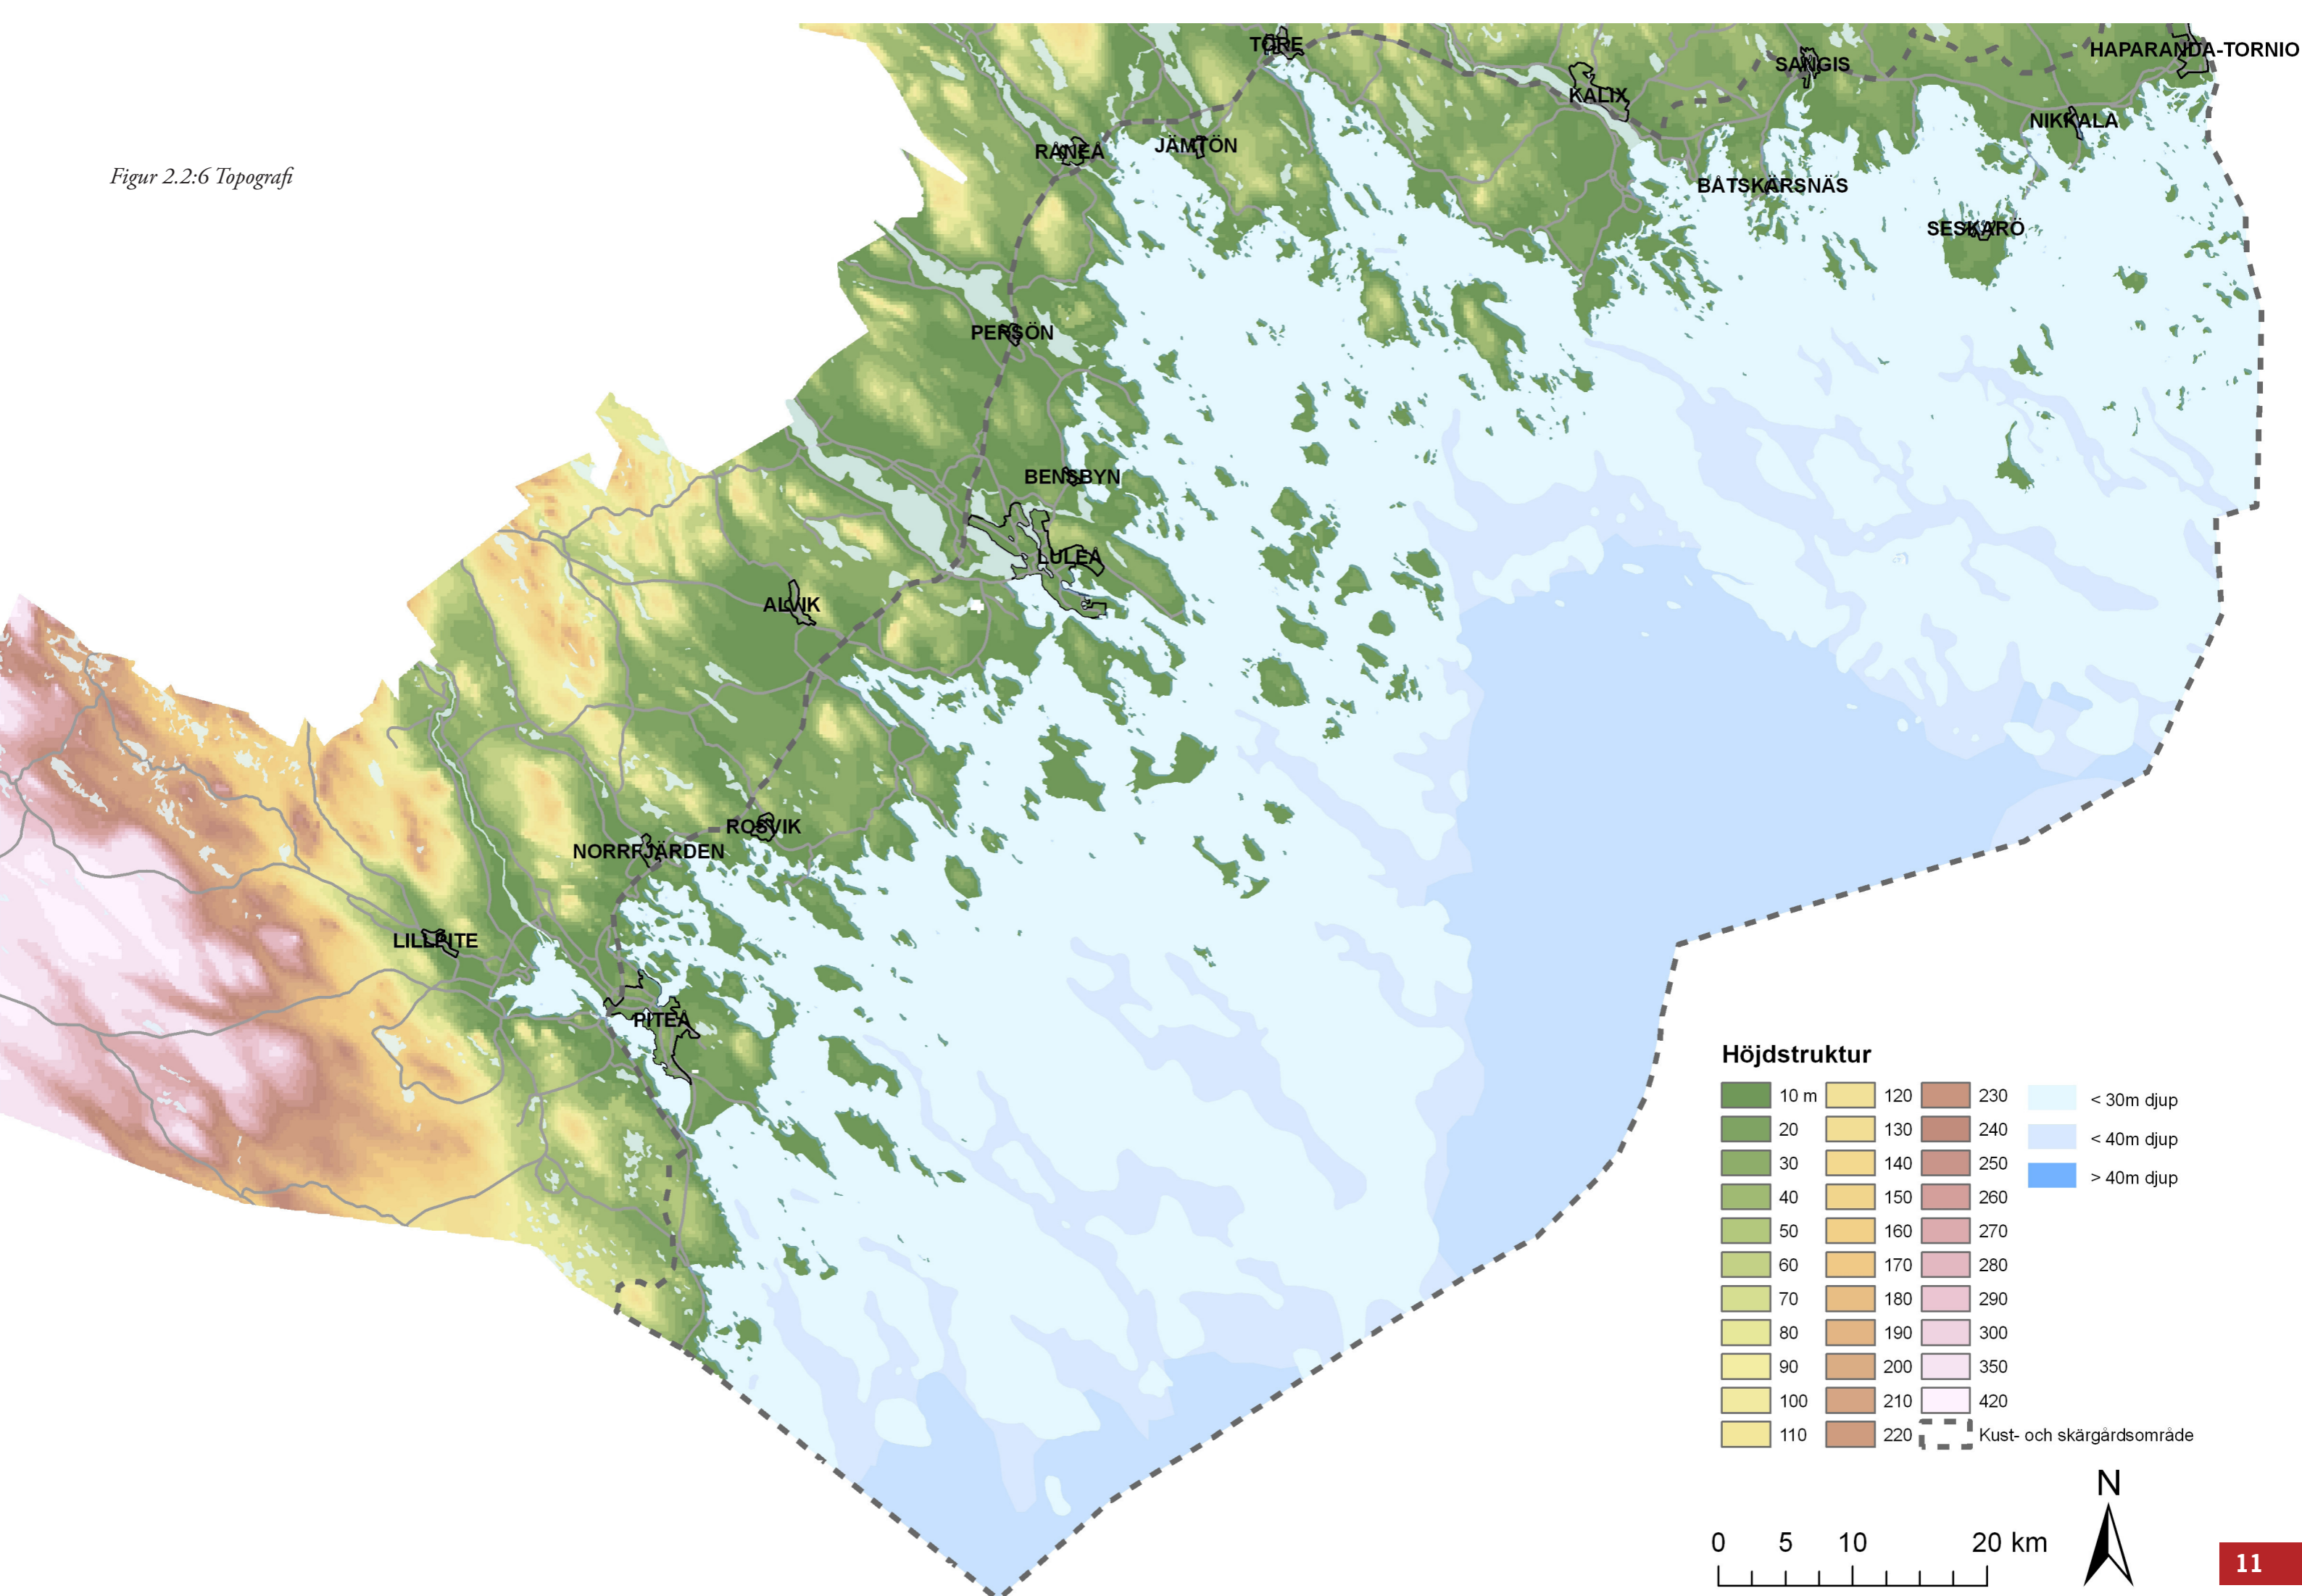 TÖRE
HAPARANDA-TORNIO
SANGIS
KALIX
NIKKALA
JÄMTÖN
RÅNEÅ
Figur 2.2:6 Topografi
BÅTSKÄRSNÄS
SESKARÖ
PERSÖN
BENSBYN
LULEÅ
ALVIK
ROSVIK
NORRFJÄRDEN
LILLPITE
PITEÅ
Höjdstruktur
10 m 120 230 < 30m djup
20 130 240 < 40m djup
30 140 250 > 40m djup
40 150 260
50 160 270
60 170 280
70 180 290
80 190 300
90 200 350
100 210 420
110 220 Kust- och skärgårdsområde
N
0 5 10 20 km
11